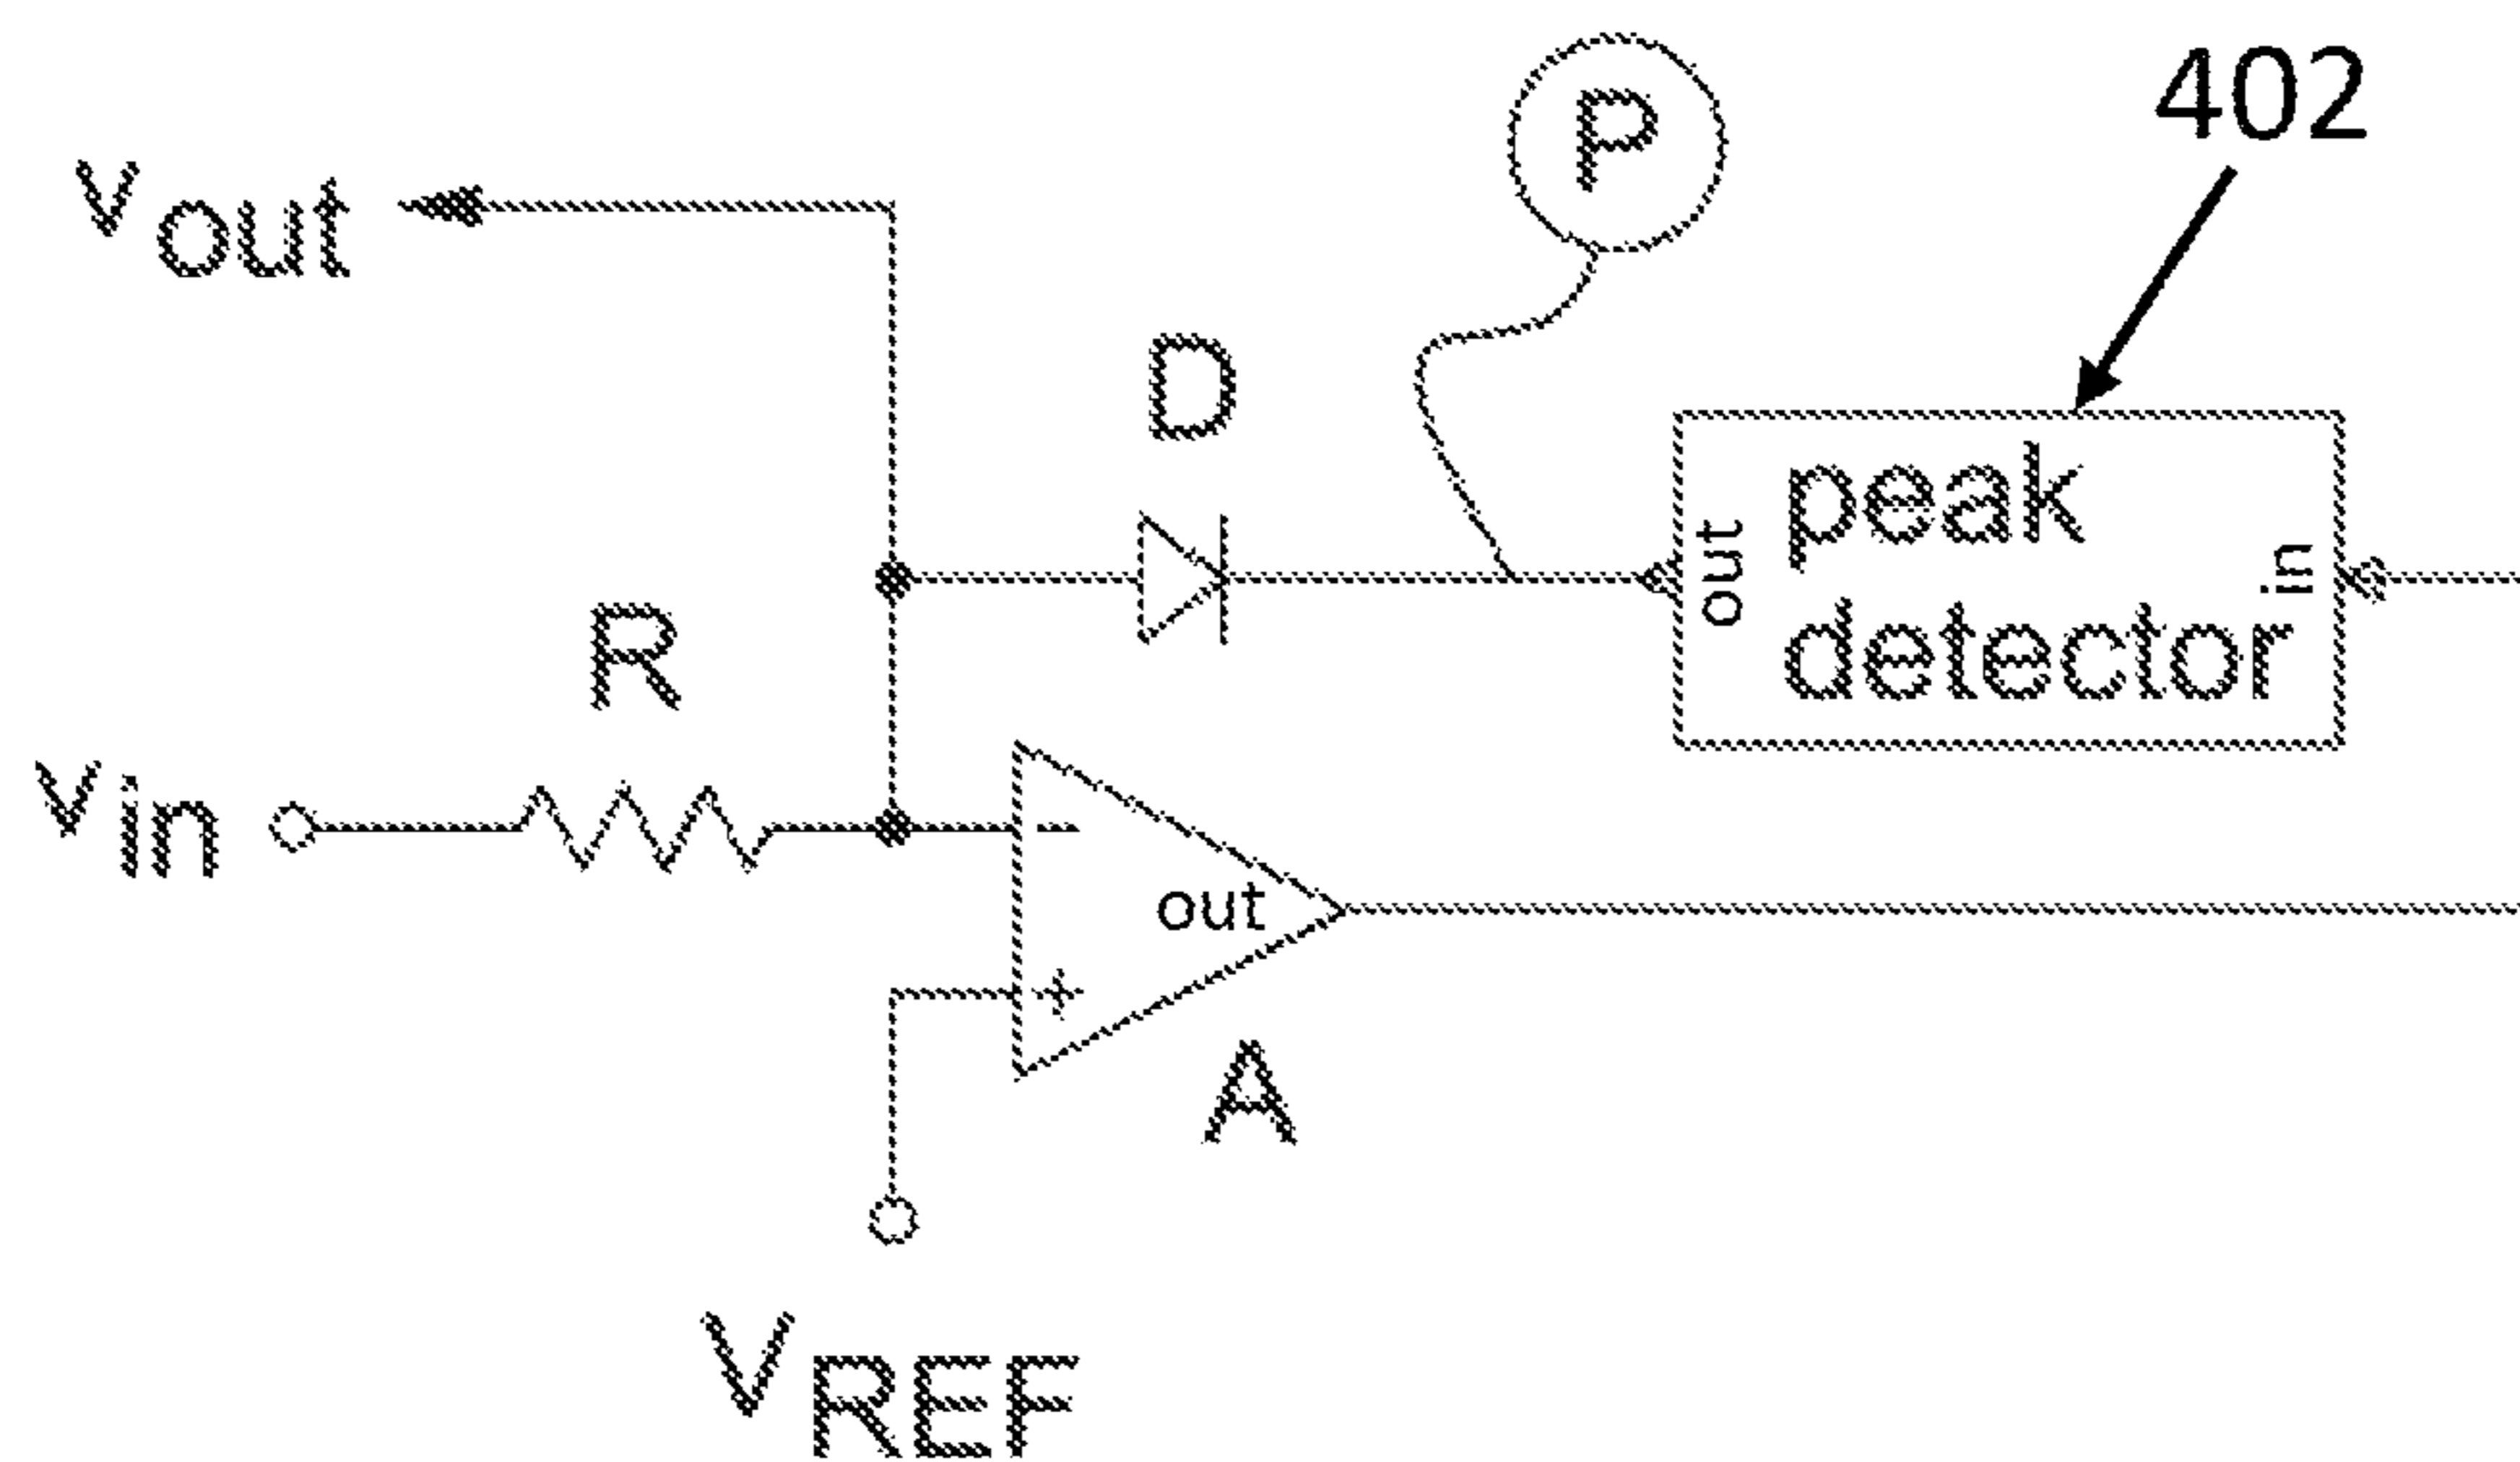 P
402
Vout
D
peak
out
in
detector
R
Vin
-
out
+
A
VREF